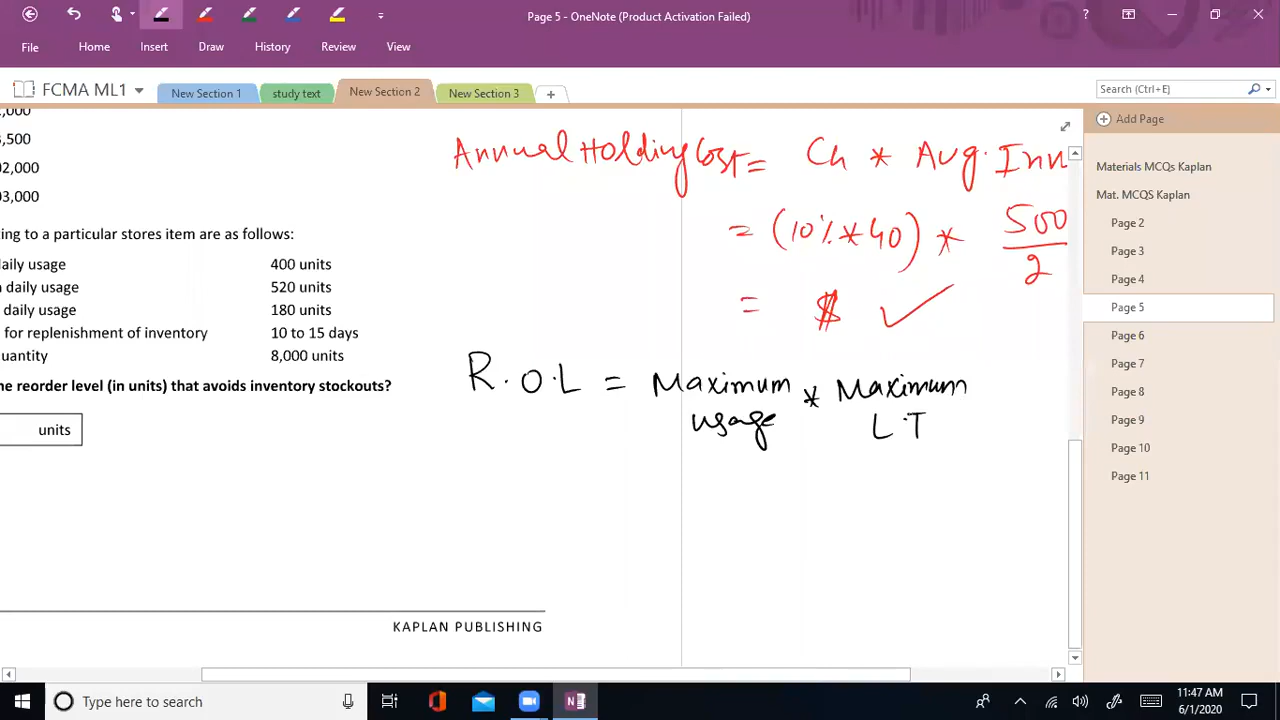 Page 5 - OneNote (Product Activation Failed)
File Home Insert Draw History Review View
FCMA ML1 New Section 1 study text New Section 2 New Section 3 Search (Ctrl+E)
Add Page
Materials MCQs Kaplan
Mat. MCQS Kaplan
Page 2
Page 3
Page 4
Page 5
Page 6
Page 7
Page 8
Page 9
Page 10
Page 11
,000
,500
02,000
03,000
ing to a particular stores item are as follows:
daily usage 400 units
daily usage 520 units
daily usage 180 units
for replenishment of inventory 10 to 15 days
uantity 8,000 units
he reorder level (in units) that avoids inventory stockouts?
units
KAPLAN PUBLISHING
Annual Holding Cost = Ch * Avg. Inn
= (10% * 40) * 500
2
= $ ✓
R.O.L = Maximum * Maximum
usage L.T
Type here to search
11:47 AM
6/1/2020